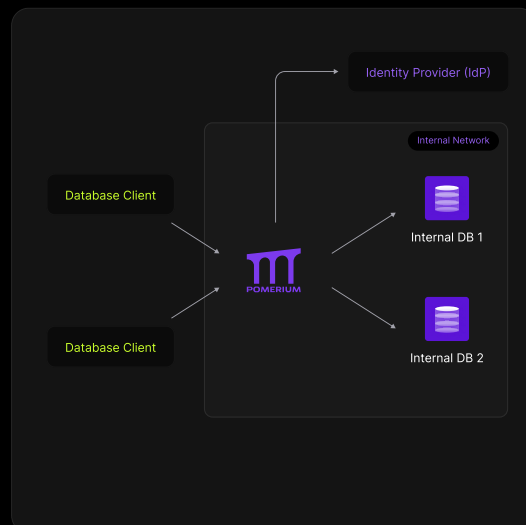 Identity Provider (IdP)
Internal Network
Database Client
Internal DB 1
POMERIUM
Database Client
Internal DB 2